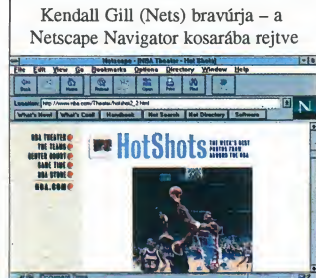 Kendall Gill (Nets) bravúrja – a
Netscape Navigator kosarába rejtve
Netscape - [NBA Theater - Hot Shots]
File Edit View Go Bookmarks Options Directory Window Help
Location: http://www.nba.com/Theater/hotshot2_2.html
What's New! What's Cool! Handbook Net Search Net Directory Software
NBA THEATER
THE TEAMS
CENTER COURT
GAME TIME
NBA STORE
NBA.COM
HotShots
THE WEEK'S BEST
PHOTOS FROM
AROUND THE NBA
N